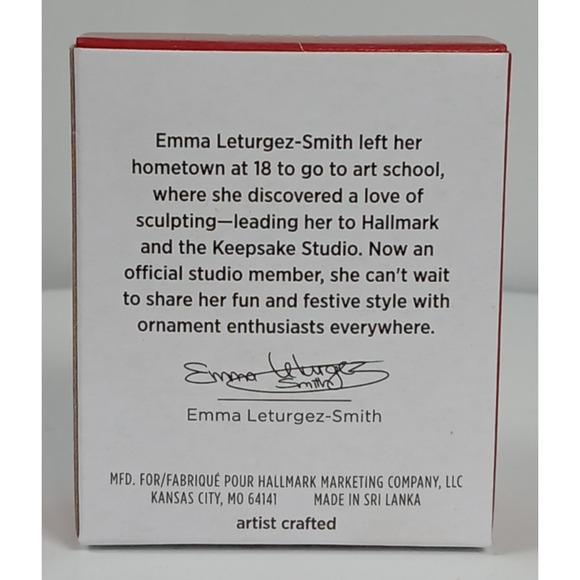 Emma Leturgez-Smith left her
hometown at 18 to go to art school,
where she discovered a love of
sculpting—leading her to Hallmark
and the Keepsake Studio. Now an
official studio member, she can't wait
to share her fun and festive style with
ornament enthusiasts everywhere.
Emma Leturgez
Smith
Emma Leturgez-Smith
MFD. FOR/FABRIQUÉ POUR HALLMARK MARKETING COMPANY, LLC
KANSAS CITY, MO 64141 MADE IN SRI LANKA
artist crafted